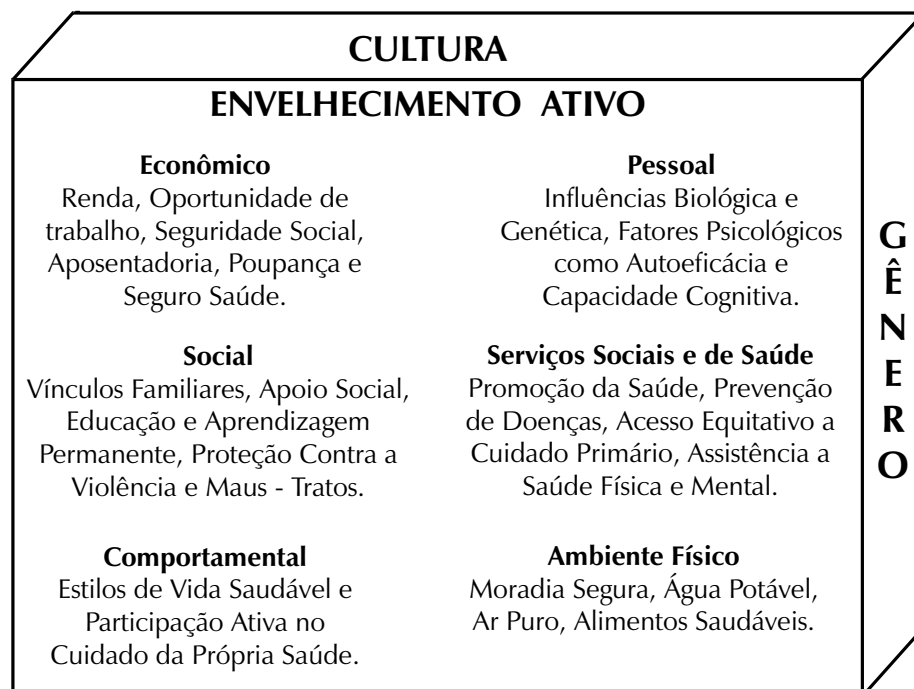 CULTURA
ENVELHECIMENTO ATIVO
Econômico
Renda, Oportunidade de
trabalho, Seguridade Social,
Aposentadoria, Poupança e
Seguro Saúde.
Pessoal
Influências Biológica e
Genética, Fatores Psicológicos
como Autoeficácia e
Capacidade Cognitiva.
Social
Vínculos Familiares, Apoio Social,
Educação e Aprendizagem
Permanente, Proteção Contra a
Violência e Maus - Tratos.
Serviços Sociais e de Saúde
Promoção da Saúde, Prevenção
de Doenças, Acesso Equitativo a
Cuidado Primário, Assistência a
Saúde Física e Mental.
Comportamental
Estilos de Vida Saudável e
Participação Ativa no
Cuidado da Própria Saúde.
Ambiente Físico
Moradia Segura, Água Potável,
Ar Puro, Alimentos Saudáveis.
GÊNERO